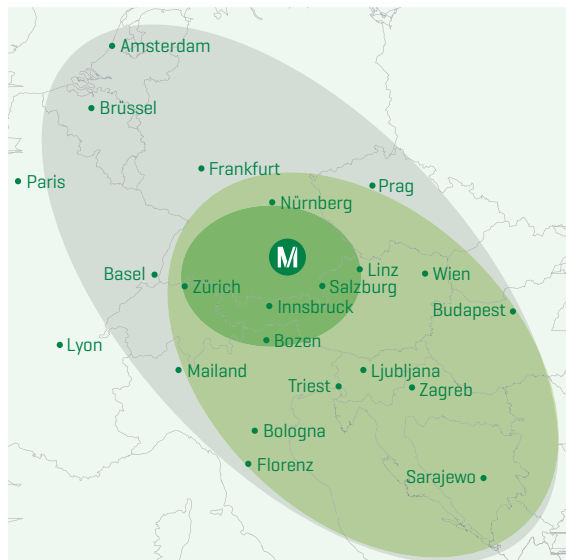 Amsterdam
Brüssel
Frankfurt
Paris
Prag
Nürnberg
M
Basel
Linz
Wien
Zürich
Salzburg
Innsbruck
Budapest
Bozen
Lyon
Mailand
Ljubljana
Triest
Zagreb
Bologna
Florenz
Sarajewo